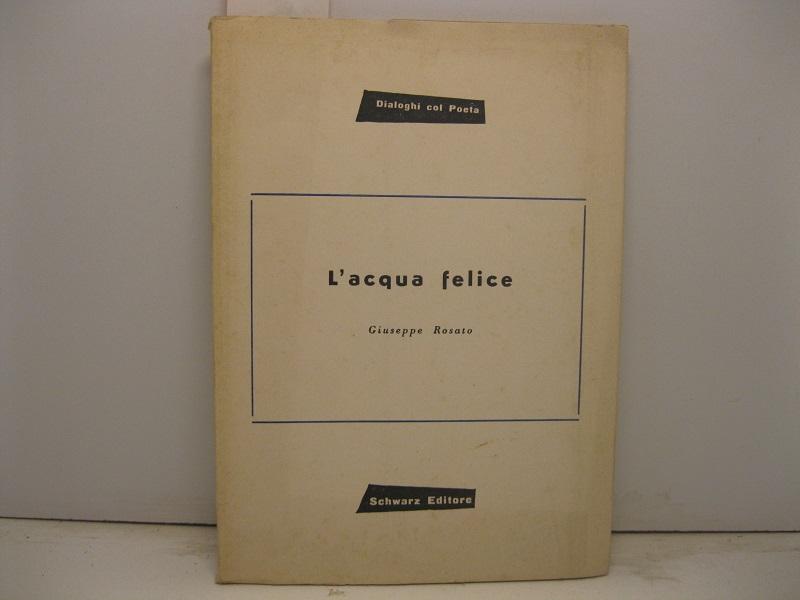 Dialoghi col Poeta
L'acqua felice
Giuseppe Rosato
Schwarz Editore